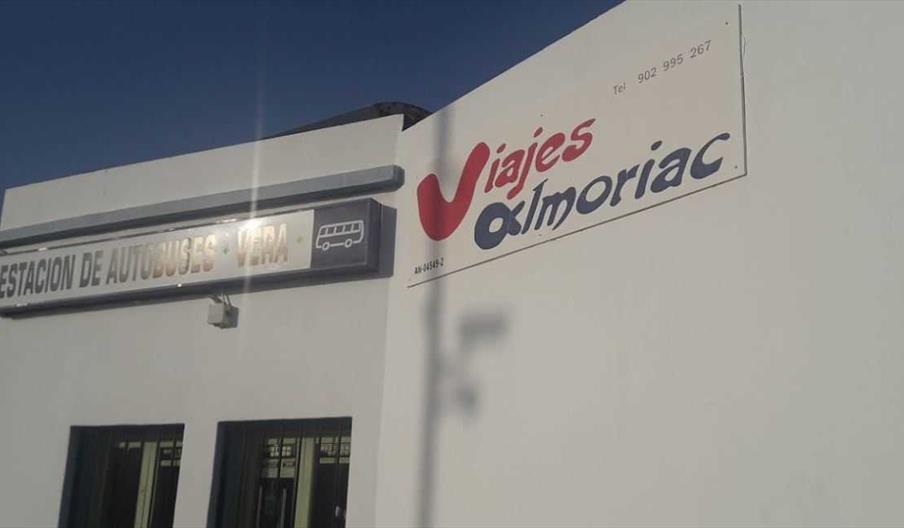 ESTACION DE AUTOBUSES · VERA ·
Tel 902 995 267
Viajes
almoriac
AN-04549-2